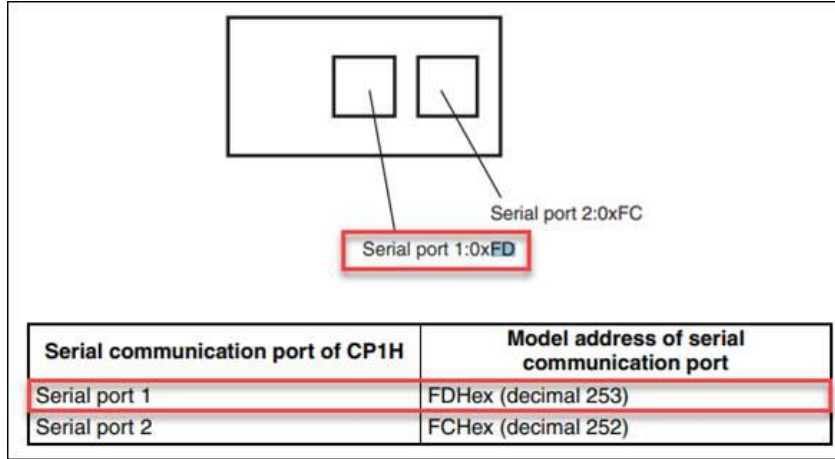 Serial port 2:0xFC
Serial port 1:0xFD
Serial communication port of CP1H
Model address of serial
communication port
Serial port 1
FDHex (decimal 253)
Serial port 2
FCHex (decimal 252)